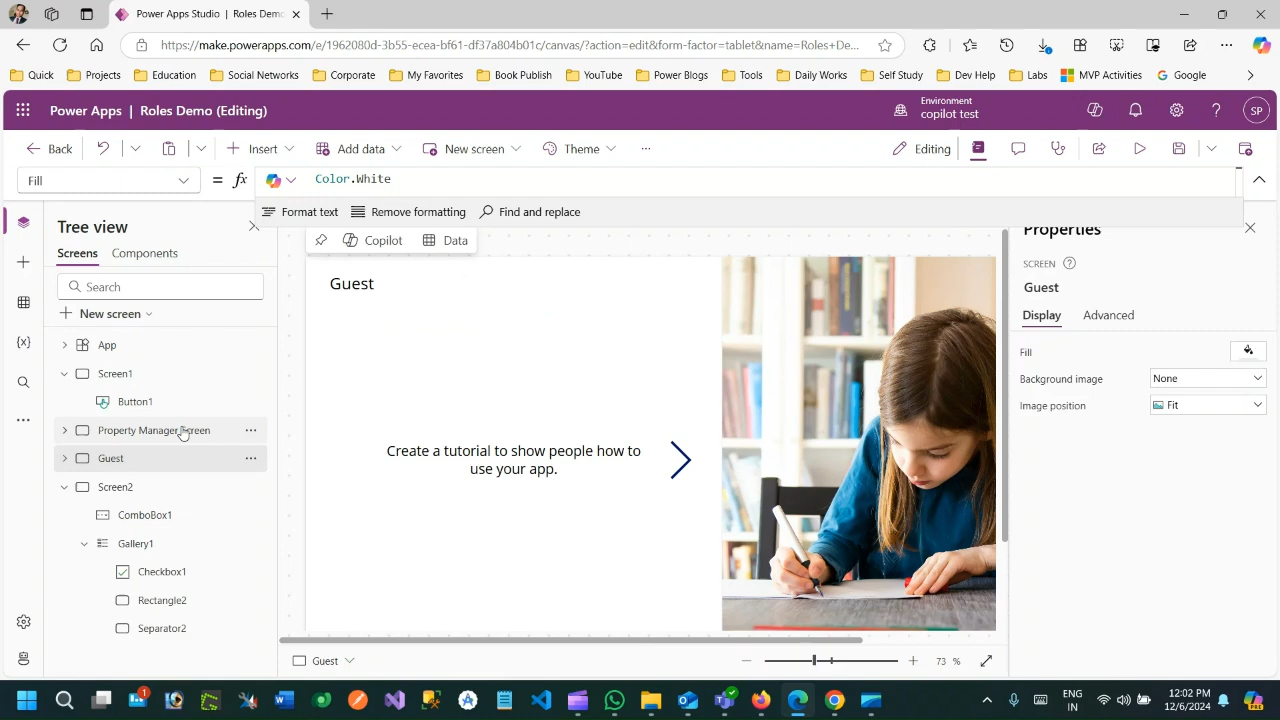 Power Apps Studio | Roles Demo
https://make.powerapps.com/e/1962080d-3b55-ecea-bf61-df37a804b01c/canvas/?action=edit&form-factor=tablet&name=Roles+De...
Quick Projects Education Social Networks Corporate My Favorites Book Publish YouTube Power Blogs Tools Daily Works Self Study Dev Help Labs MVP Activities Google
Power Apps | Roles Demo (Editing)
Environment
copilot test
SP
Back Insert Add data New screen Theme ... Editing
Fill = fx Color.White
Format text Remove formatting Find and replace
Tree view
Copilot Data
Properties
Screens Components
SCREEN
Search
Guest
Guest
New screen
Display Advanced
App
Fill
Screen1
Background image None
Button1
Image position Fit
Property Manager Screen ...
Guest ...
Create a tutorial to show people how to
use your app.
Screen2
ComboBox1
Gallery1
Checkbox1
Rectangle2
Separator2
Guest
73 %
1
ENG
IN
12:02 PM
12/6/2024